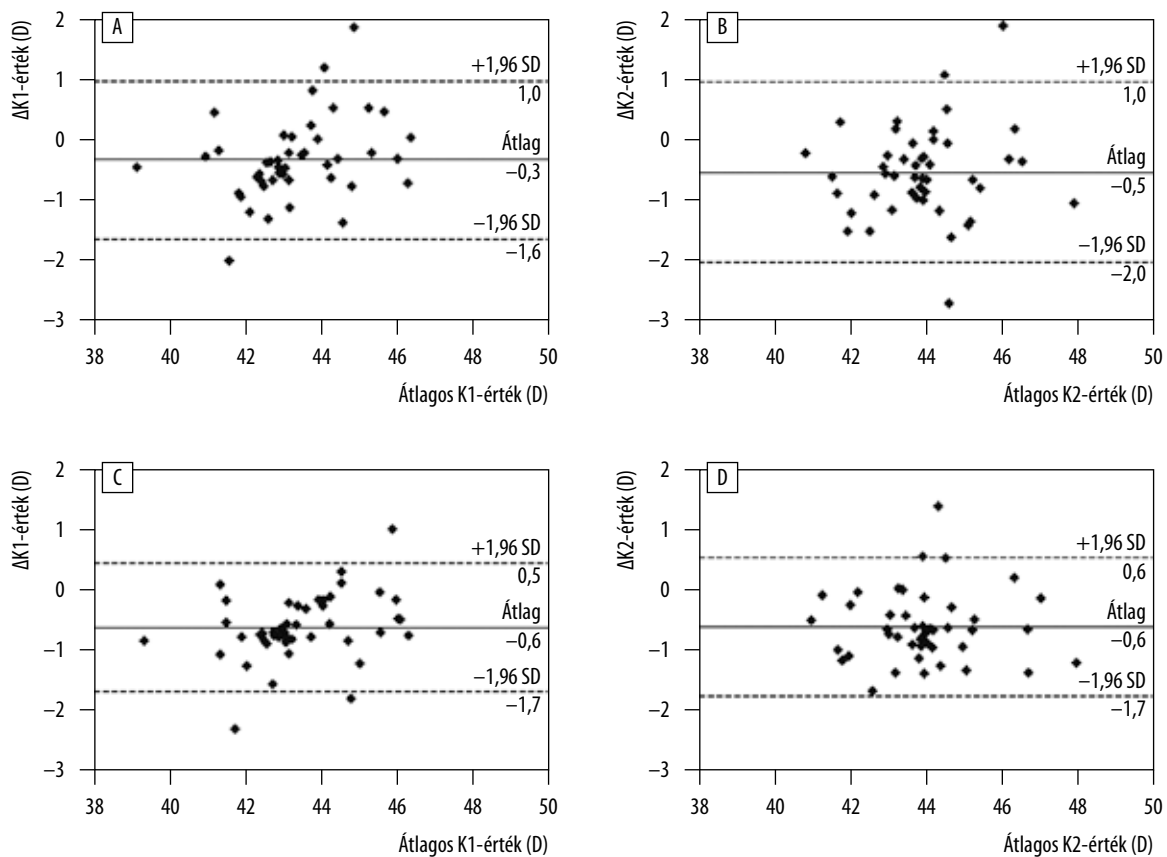 A
ΔK1-érték (D)
2
1
0
−1
−2
−3
+1,96 SD
1,0
Átlag
−0,3
−1,96 SD
−1,6
38 40 42 44 46 48 50
Átlagos K1-érték (D)
B
ΔK2-érték (D)
2
1
0
−1
−2
−3
+1,96 SD
1,0
Átlag
−0,5
−1,96 SD
−2,0
38 40 42 44 46 48 50
Átlagos K2-érték (D)
C
ΔK1-érték (D)
2
1
0
−1
−2
−3
+1,96 SD
0,5
Átlag
−0,6
−1,96 SD
−1,7
38 40 42 44 46 48 50
Átlagos K1-érték (D)
D
ΔK2-érték (D)
2
1
0
−1
−2
−3
+1,96 SD
0,6
Átlag
−0,6
−1,96 SD
−1,7
38 40 42 44 46 48 50
Átlagos K2-érték (D)